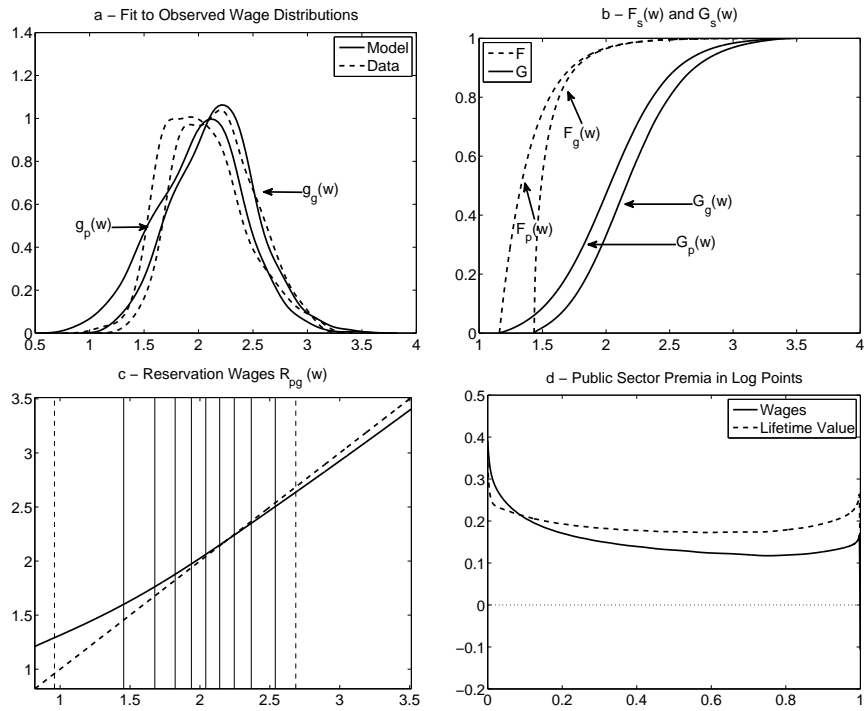 a – Fit to Observed Wage Distributions
1.4
1.2
1
0.8
0.6
0.4
0.2
0
0.5 1 1.5 2 2.5 3 3.5 4
Model
Data
g_p(w)
g_g(w)
b – F_s(w) and G_s(w)
1
0.8
0.6
0.4
0.2
0
1 1.5 2 2.5 3 3.5 4
F
G
F_g(w)
F_p(w)
G_g(w)
G_p(w)
c – Reservation Wages R_pg (w)
3.5
3
2.5
2
1.5
1
1 1.5 2 2.5 3 3.5
d – Public Sector Premia in Log Points
0.5
0.4
0.3
0.2
0.1
0
−0.1
−0.2
0 0.2 0.4 0.6 0.8 1
Wages
Lifetime Value